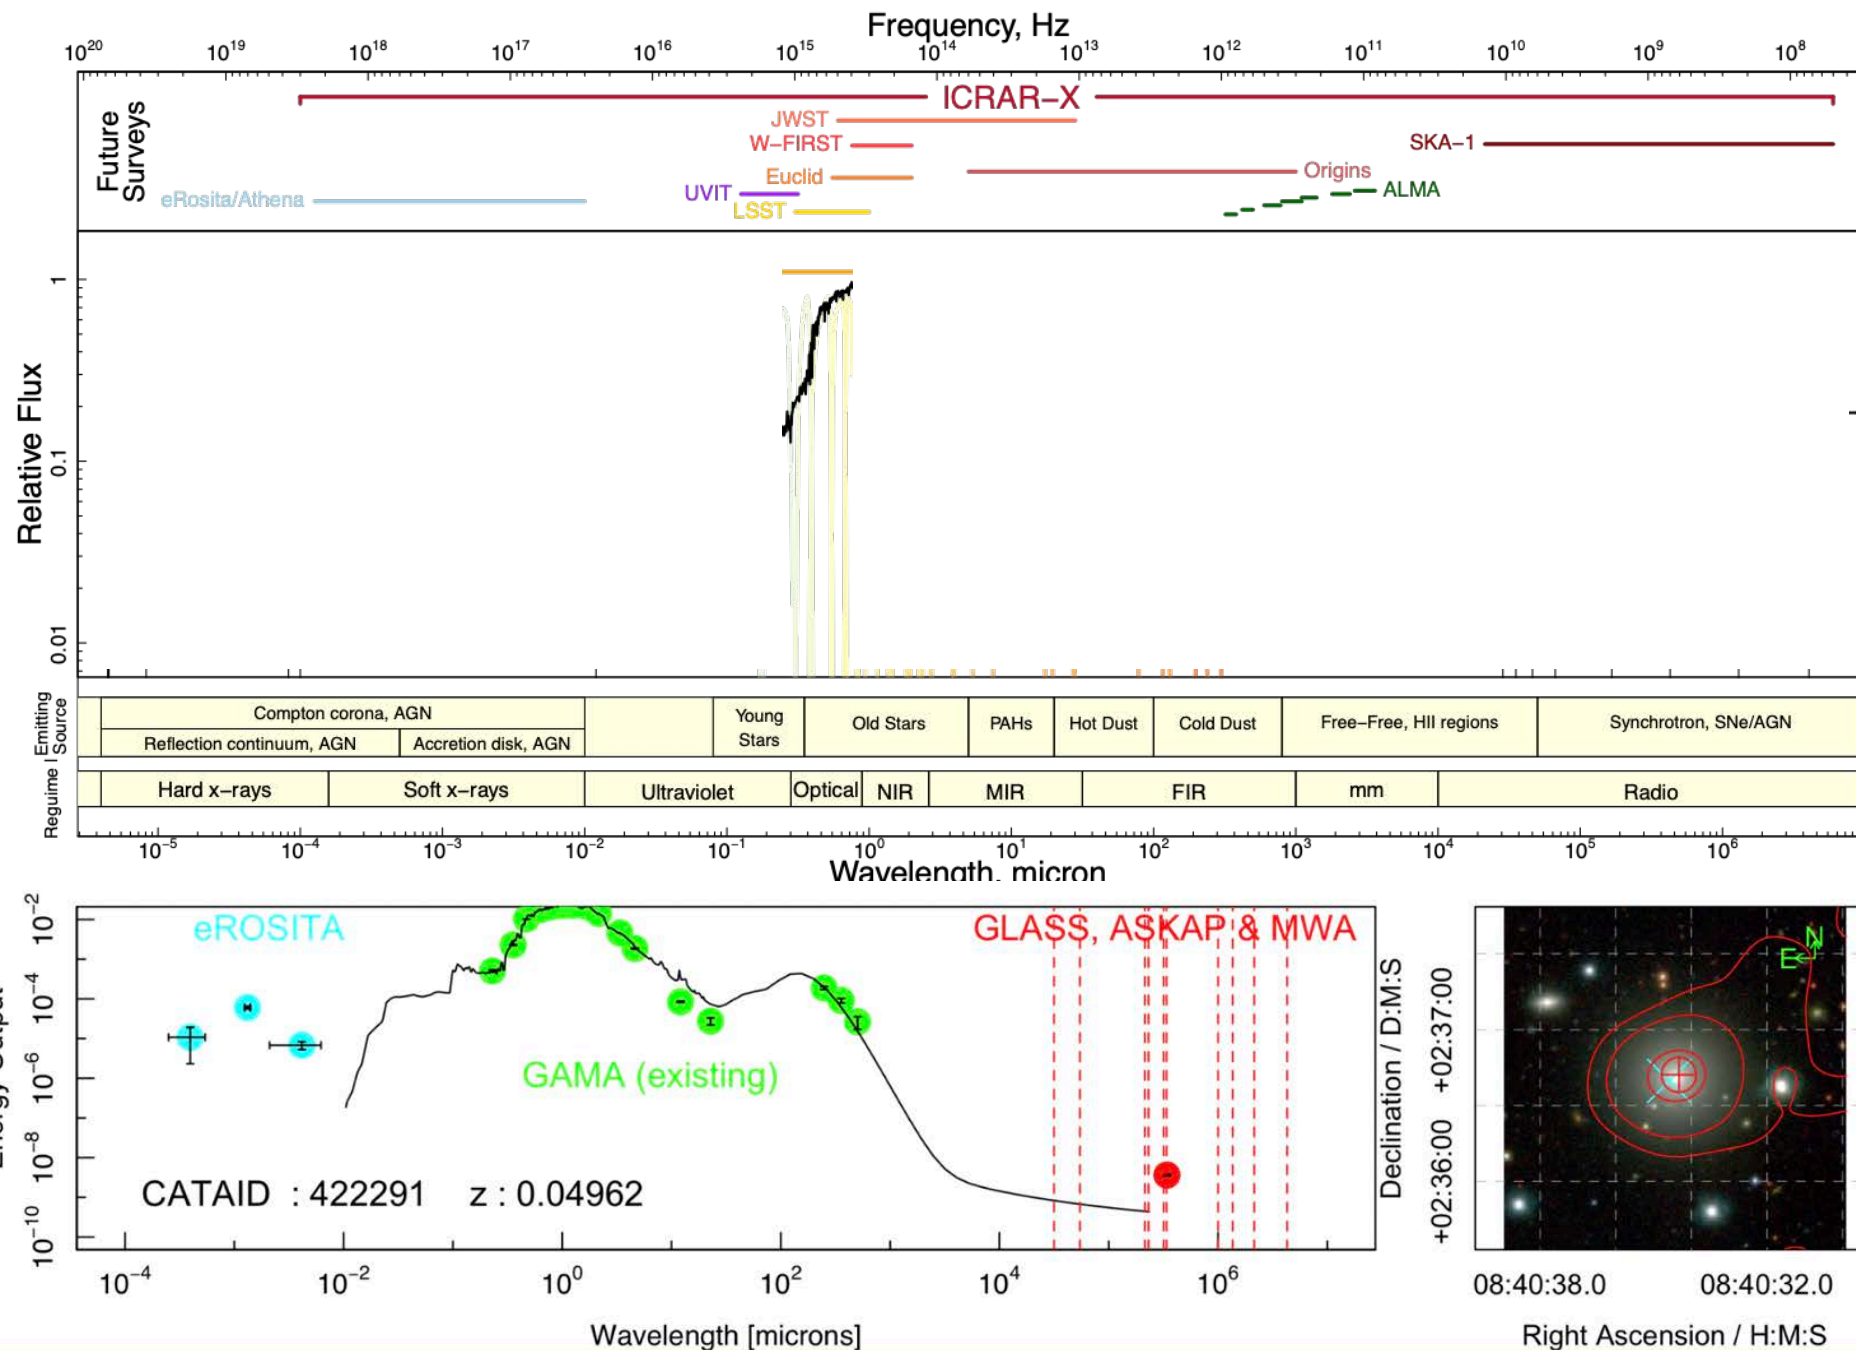 Frequency, Hz
10^20 10^19 10^18 10^17 10^16 10^15 10^14 10^13 10^12 10^11 10^10 10^9 10^8
Future
Surveys
ICRAR–X
JWST
W–FIRST
SKA–1
Euclid
Origins
UVIT
ALMA
eRosita/Athena
LSST
Relative Flux
1
0.1
0.01
Reguime | Emitting
Source
Compton corona, AGN
Reflection continuum, AGN
Accretion disk, AGN
Young
Stars
Old Stars
PAHs
Hot Dust
Cold Dust
Free–Free, HII regions
Synchrotron, SNe/AGN
Hard x–rays
Soft x–rays
Ultraviolet
Optical
NIR
MIR
FIR
mm
Radio
10^−5 10^−4 10^−3 10^−2 10^−1 10^0 10^1 10^2 10^3 10^4 10^5 10^6
Wavelength, micron
Energy Output
10^−2
10^−4
10^−6
10^−8
10^−10
eROSITA
GLASS, ASKAP & MWA
GAMA (existing)
CATAID : 422291 z : 0.04962
10^−4 10^−2 10^0 10^2 10^4 10^6
Wavelength [microns]
Declination / D:M:S
+02:37:00
+02:36:00
N
E
08:40:38.0 08:40:32.0
Right Ascension / H:M:S